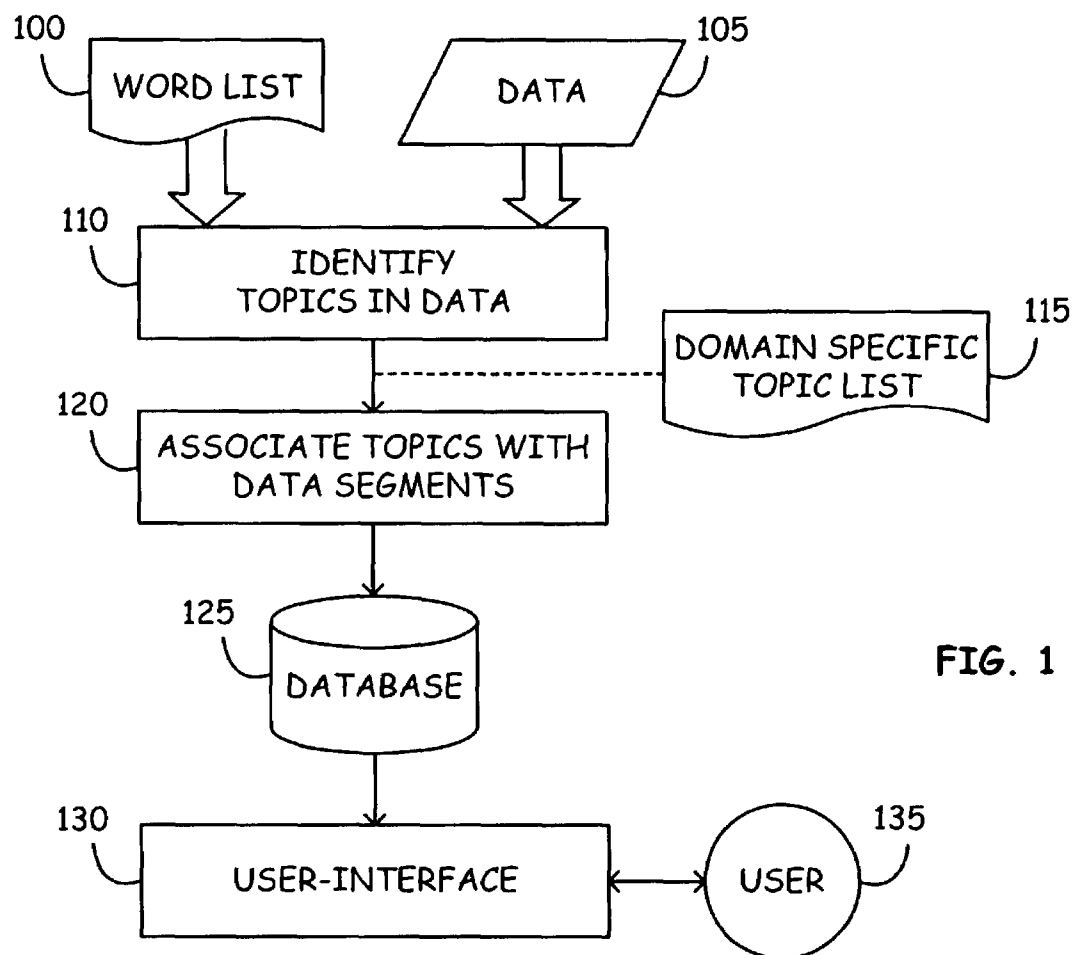 100
WORD LIST
105
DATA
110
IDENTIFY
TOPICS IN DATA
115
DOMAIN SPECIFIC
TOPIC LIST
120
ASSOCIATE TOPICS WITH
DATA SEGMENTS
125
DATABASE
FIG. 1
130
USER-INTERFACE
135
USER